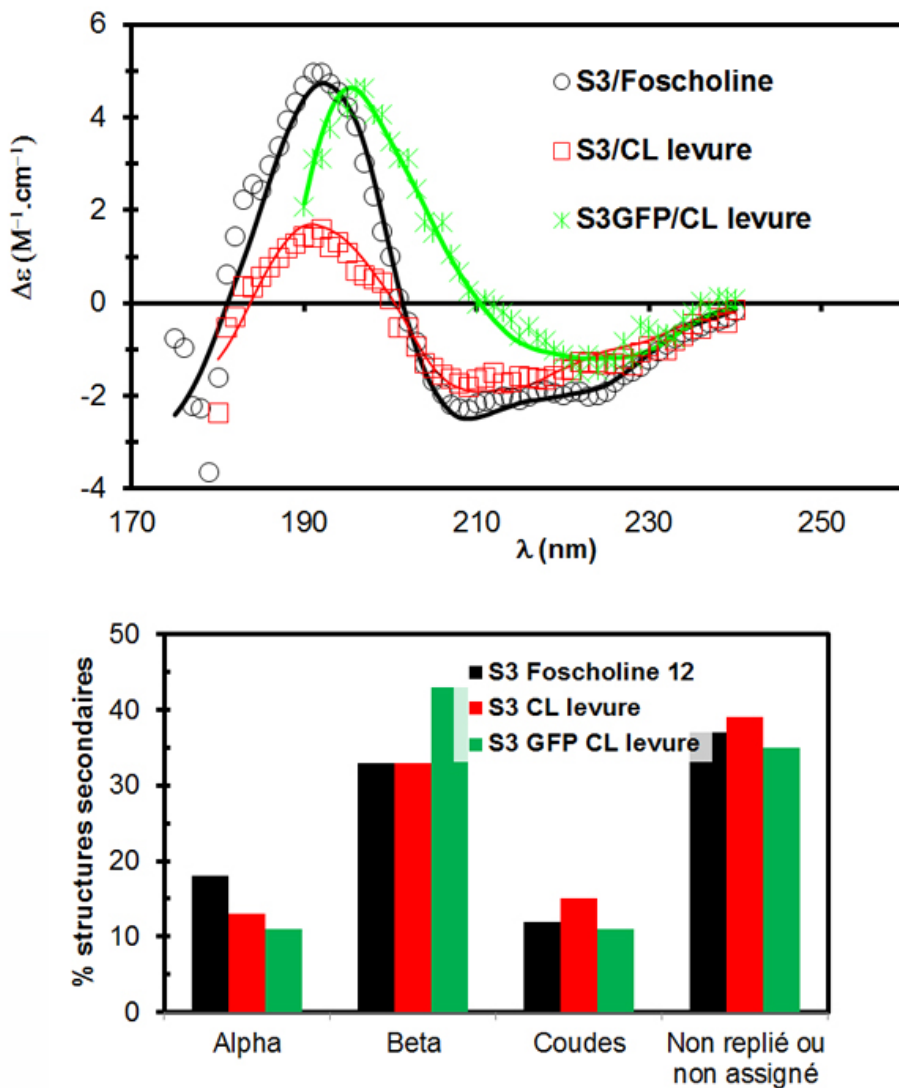 6
4
2
0
-2
-4
Δε (M⁻¹.cm⁻¹)
S3/Foscholine
S3/CL levure
S3GFP/CL levure
170
190
210
230
250
λ (nm)
50
40
30
20
10
0
% structures secondaires
S3 Foscholine 12
S3 CL levure
S3 GFP CL levure
Alpha
Beta
Coudes
Non replié ou
non assigné